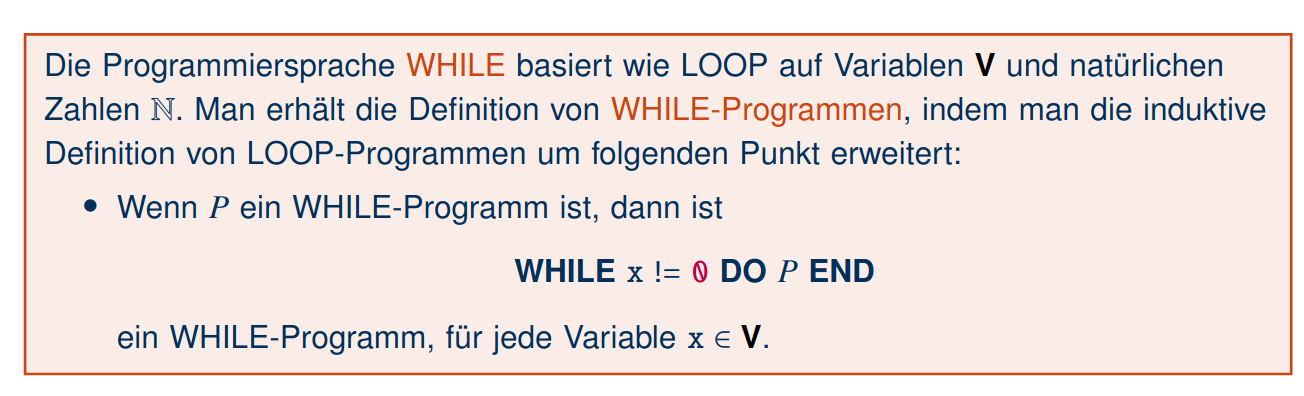 Die Programmiersprache WHILE basiert wie LOOP auf Variablen V und natürlichen
Zahlen ℕ. Man erhält die Definition von WHILE-Programmen, indem man die induktive
Definition von LOOP-Programmen um folgenden Punkt erweitert:
• Wenn P ein WHILE-Programm ist, dann ist
WHILE x != 0 DO P END
ein WHILE-Programm, für jede Variable x ∈ V.